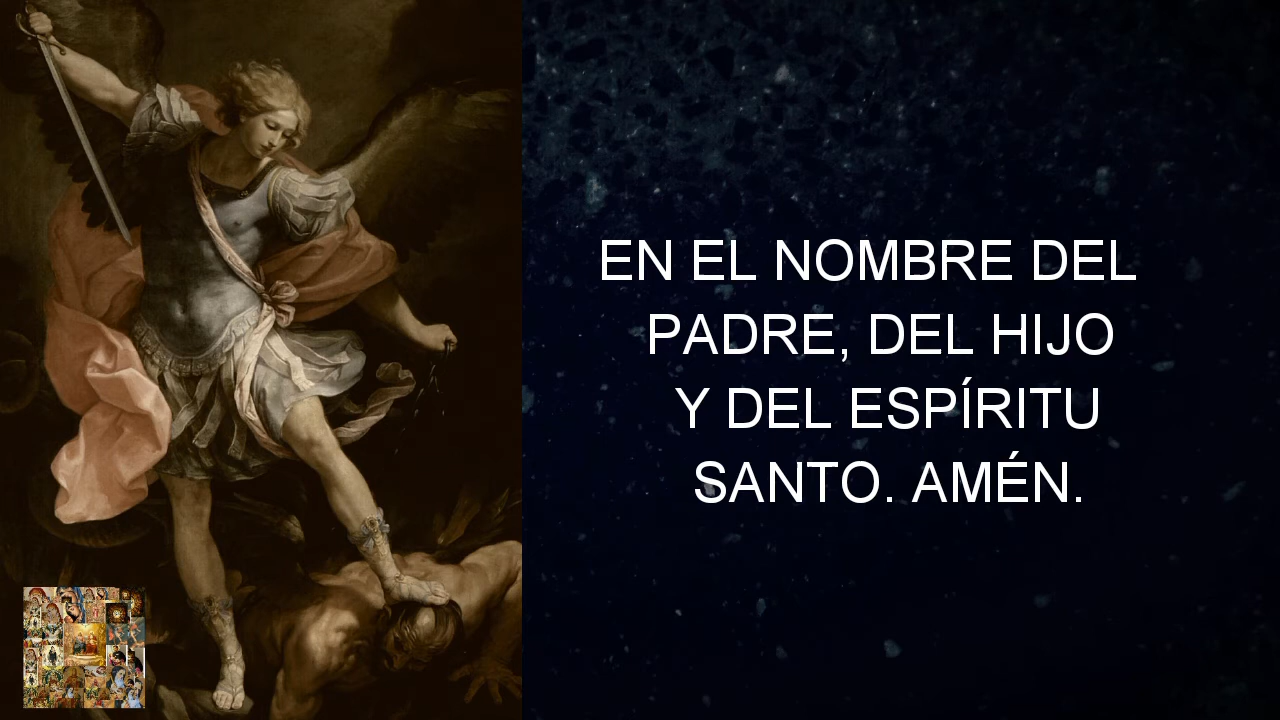 EN EL NOMBRE DEL
PADRE, DEL HIJO
Y DEL ESPÍRITU
SANTO. AMÉN.